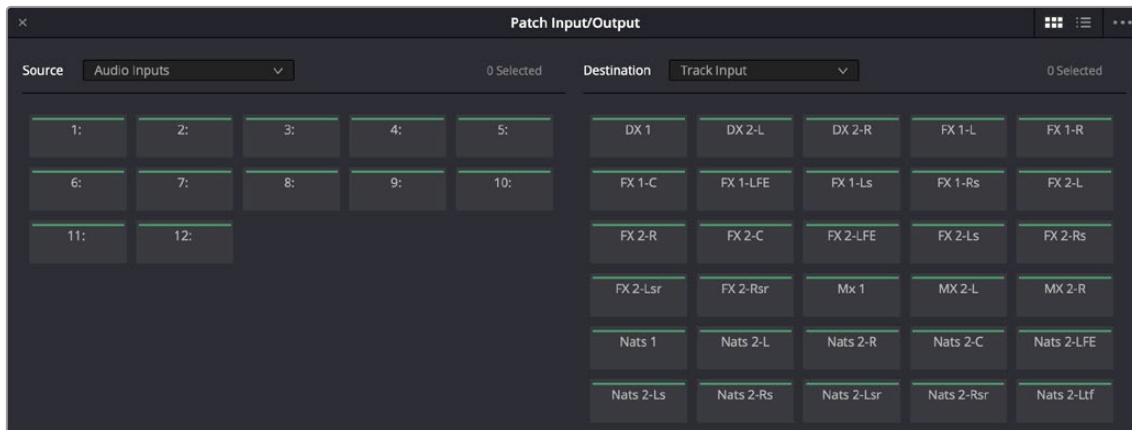 Patch Input/Output
Source Audio Inputs 0 Selected
Destination Track Input 0 Selected
1: 2: 3: 4: 5:
6: 7: 8: 9: 10:
11: 12:
DX 1 DX 2-L DX 2-R FX 1-L FX 1-R
FX 1-C FX 1-LFE FX 1-Ls FX 1-Rs FX 2-L
FX 2-R FX 2-C FX 2-LFE FX 2-Ls FX 2-Rs
FX 2-Lsr FX 2-Rsr Mx 1 MX 2-L MX 2-R
Nats 1 Nats 2-L Nats 2-R Nats 2-C Nats 2-LFE
Nats 2-Ls Nats 2-Rs Nats 2-Lsr Nats 2-Rsr Nats 2-Ltf